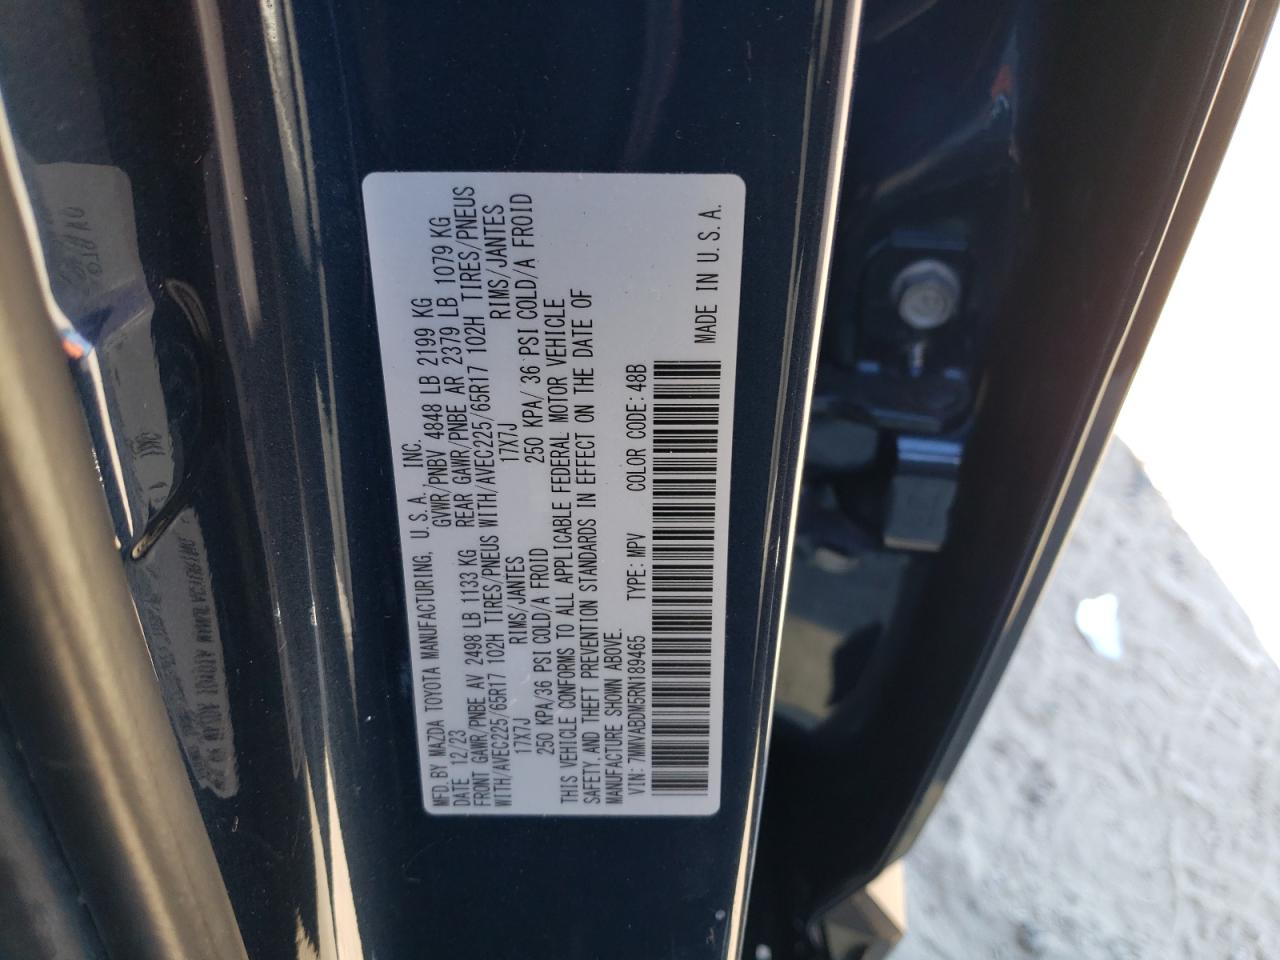 MFD. BY MAZDA TOYOTA MANUFACTURING, U.S.A., INC.
DATE 12/23 GVWR/PNBV 4848 LB 2199 KG
FRONT GAWR/PNBE AV 2498 LB 1133 KG REAR GAWR/PNBE AR 2379 LB 1079 KG
WITH/AVEC225/65R17 102H TIRES/PNEUS WITH/AVEC225/65R17 102H TIRES/PNEUS
17X7J RIMS/JANTES 17X7J RIMS/JANTES
250 KPA/36 PSI COLD/A FROID 250 KPA/ 36 PSI COLD/A FROID
THIS VEHICLE CONFORMS TO ALL APPLICABLE FEDERAL MOTOR VEHICLE
SAFETY, AND THEFT PREVENTION STANDARDS IN EFFECT ON THE DATE OF
MANUFACTURE SHOWN ABOVE.
VIN: 7MMVABDM5RN189465 TYPE: MPV COLOR CODE: 48B
MADE IN U.S.A.